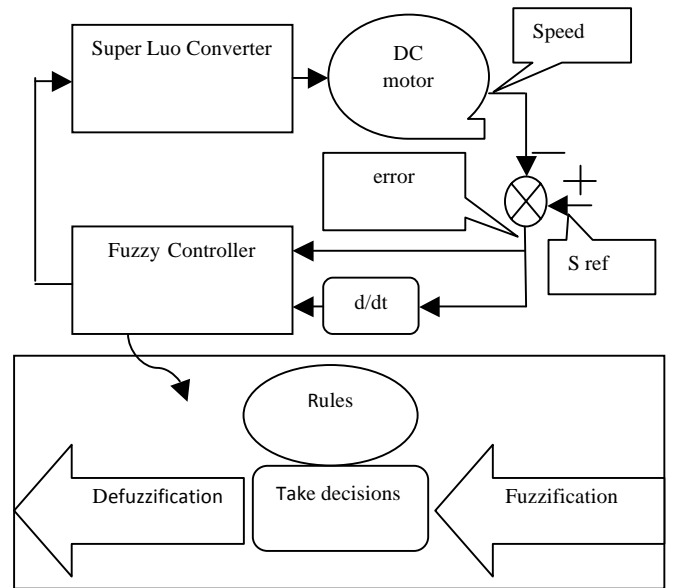 Super Luo Converter
DC
motor
Speed
error
−
+
Fuzzy Controller
S ref
d/dt
Rules
Defuzzification
Take decisions
Fuzzification